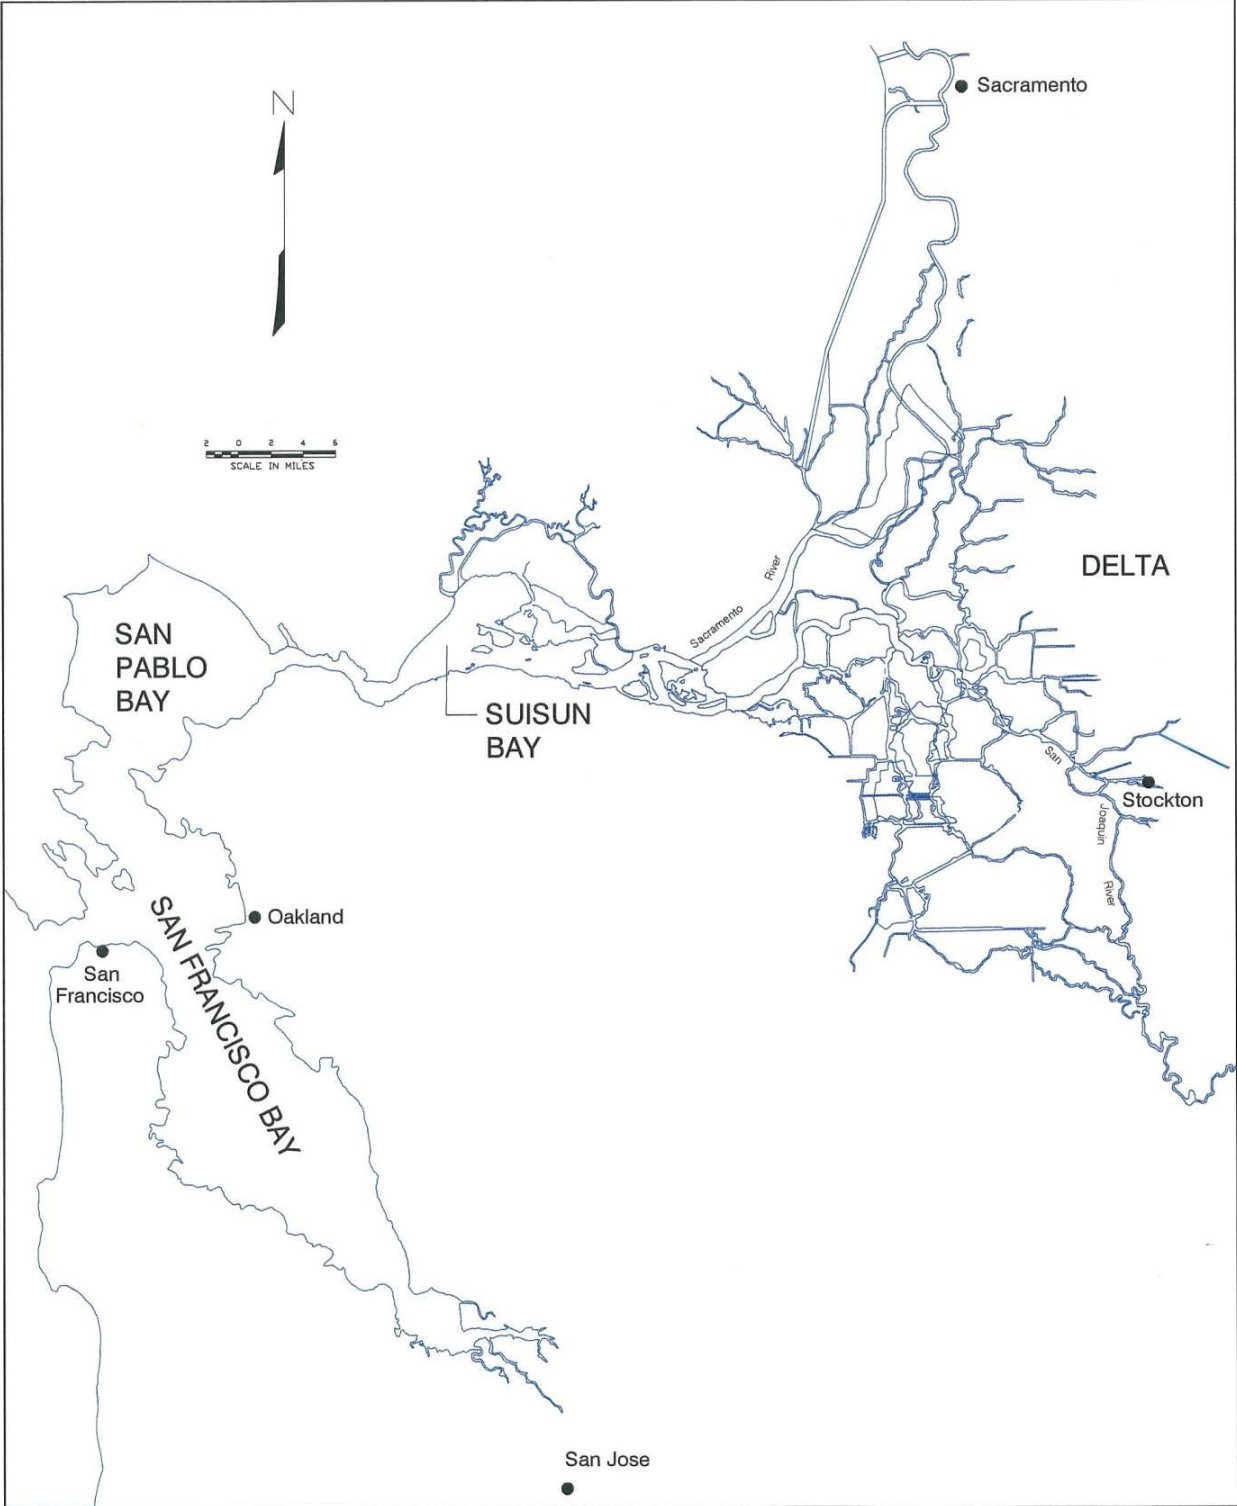 Sacramento
N
2 0 2 4 6
SCALE IN MILES
DELTA
River
Sacramento
SAN
PABLO
BAY
SUISUN
BAY
San
Stockton
Joaquin
River
Oakland
San
Francisco
SAN FRANCISCO BAY
San Jose